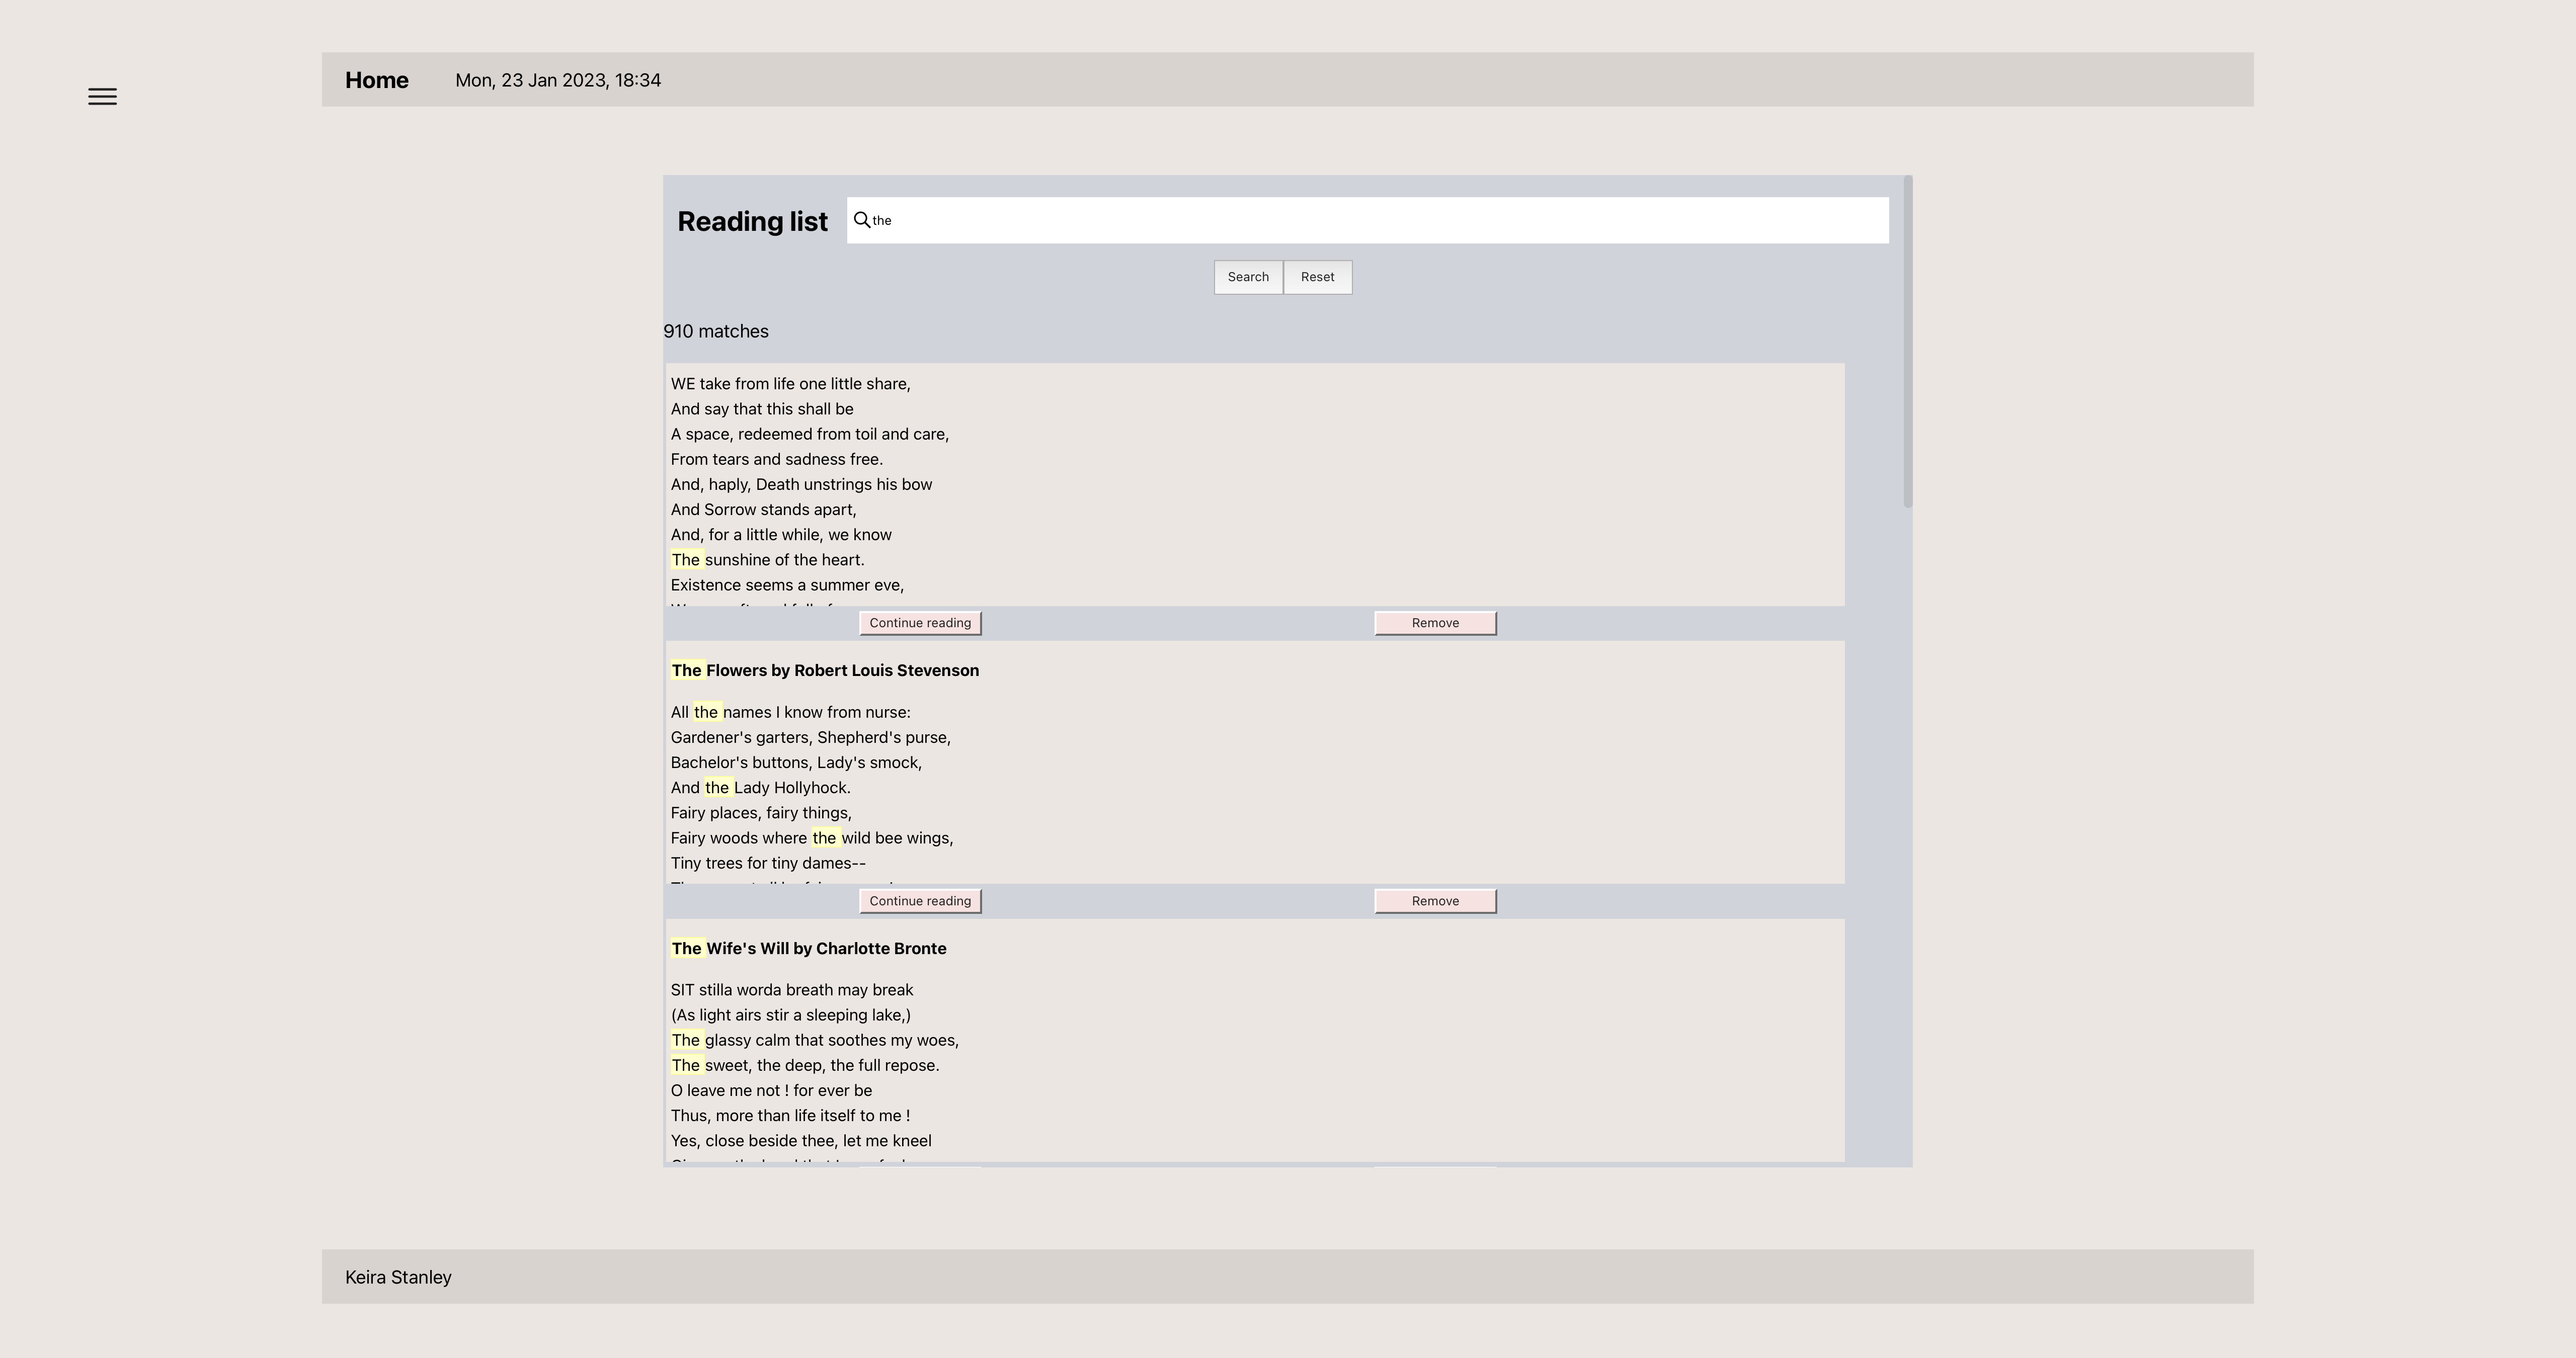 Home Mon, 23 Jan 2023, 18:34
Reading list the
Search Reset
910 matches
WE take from life one little share,
And say that this shall be
A space, redeemed from toil and care,
From tears and sadness free.
And, haply, Death unstrings his bow
And Sorrow stands apart,
And, for a little while, we know
The sunshine of the heart.
Existence seems a summer eve,
Continue reading Remove
The Flowers by Robert Louis Stevenson
All the names I know from nurse:
Gardener's garters, Shepherd's purse,
Bachelor's buttons, Lady's smock,
And the Lady Hollyhock.
Fairy places, fairy things,
Fairy woods where the wild bee wings,
Tiny trees for tiny dames--
Continue reading Remove
The Wife's Will by Charlotte Bronte
SIT stilla worda breath may break
(As light airs stir a sleeping lake,)
The glassy calm that soothes my woes,
The sweet, the deep, the full repose.
O leave me not ! for ever be
Thus, more than life itself to me !
Yes, close beside thee, let me kneel
Keira Stanley